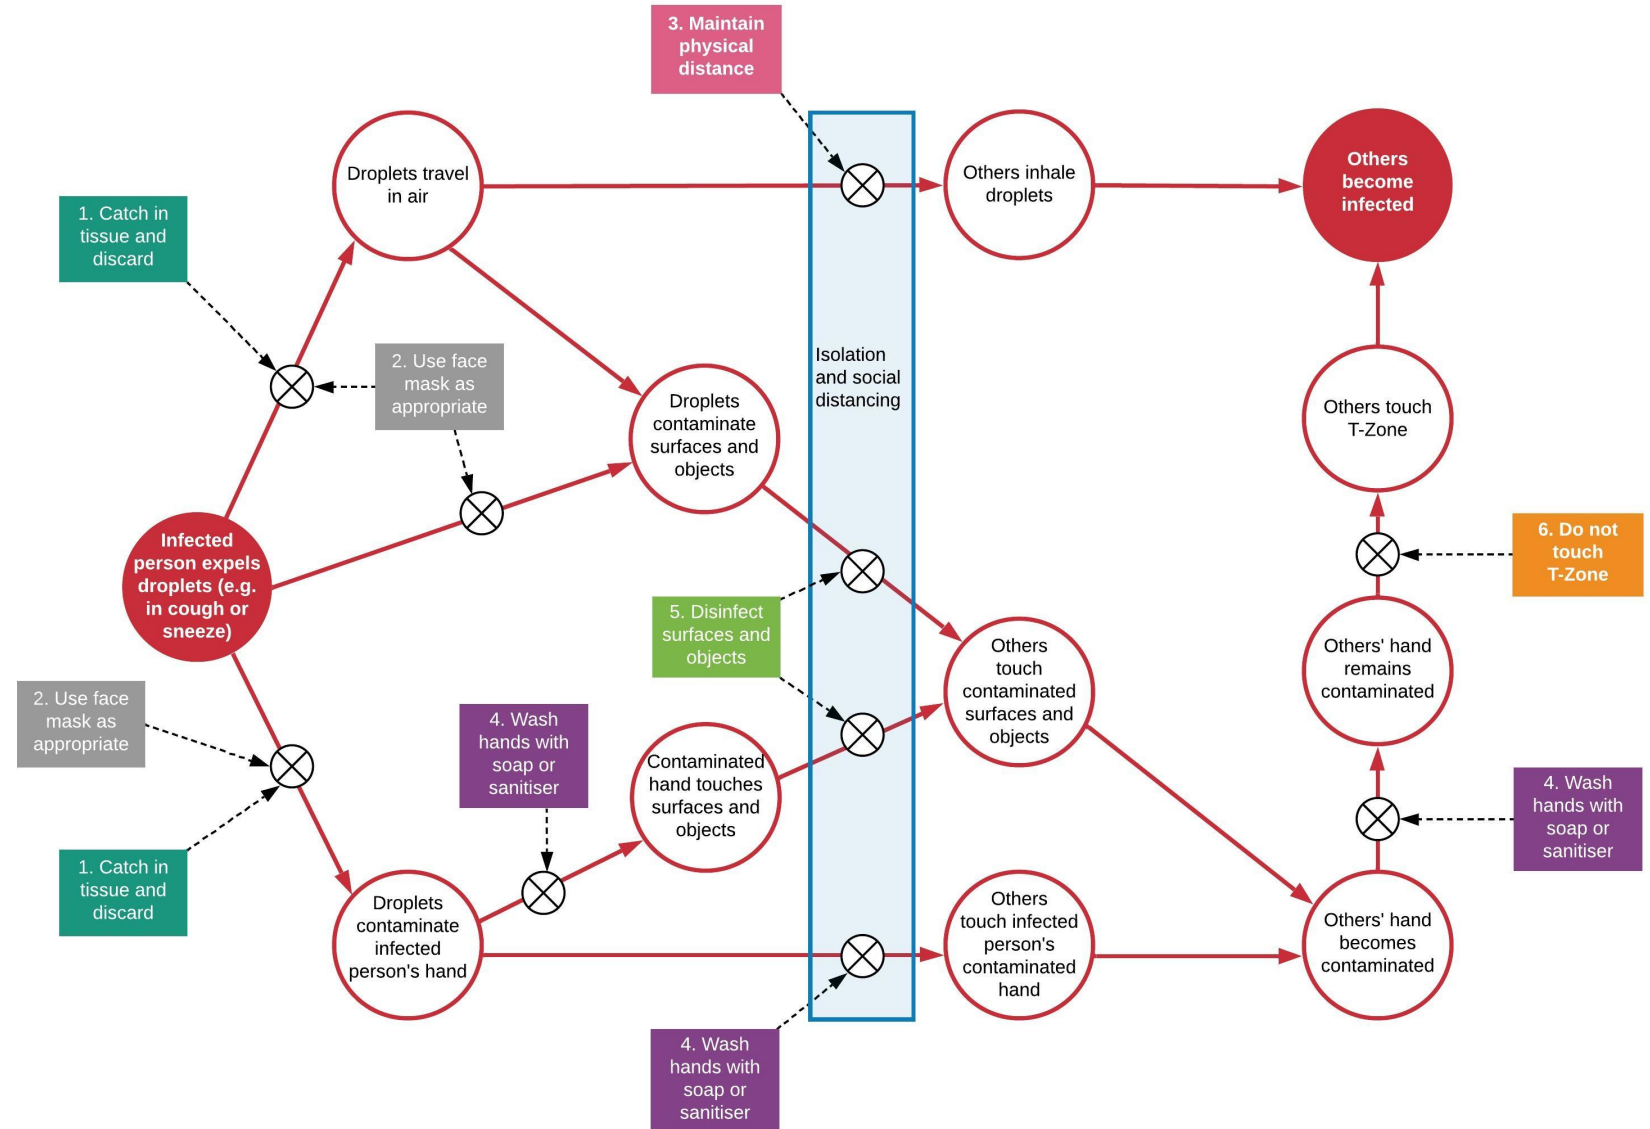 3. Maintain
physical
distance
Droplets travel
in air
Others inhale
droplets
Others
become
infected
1. Catch in
tissue and
discard
2. Use face
mask as
appropriate
Isolation
and social
distancing
Droplets
contaminate
surfaces and
objects
Others touch
T-Zone
Infected
person expels
droplets (e.g.
in cough or
sneeze)
6. Do not
touch
T-Zone
5. Disinfect
surfaces and
objects
Others
touch
contaminated
surfaces and
objects
Others' hand
remains
contaminated
2. Use face
mask as
appropriate
4. Wash
hands with
soap or
sanitiser
Contaminated
hand touches
surfaces and
objects
4. Wash
hands with
soap or
sanitiser
1. Catch in
tissue and
discard
Droplets
contaminate
infected
person's hand
Others
touch infected
person's
contaminated
hand
Others' hand
becomes
contaminated
4. Wash
hands with
soap or
sanitiser